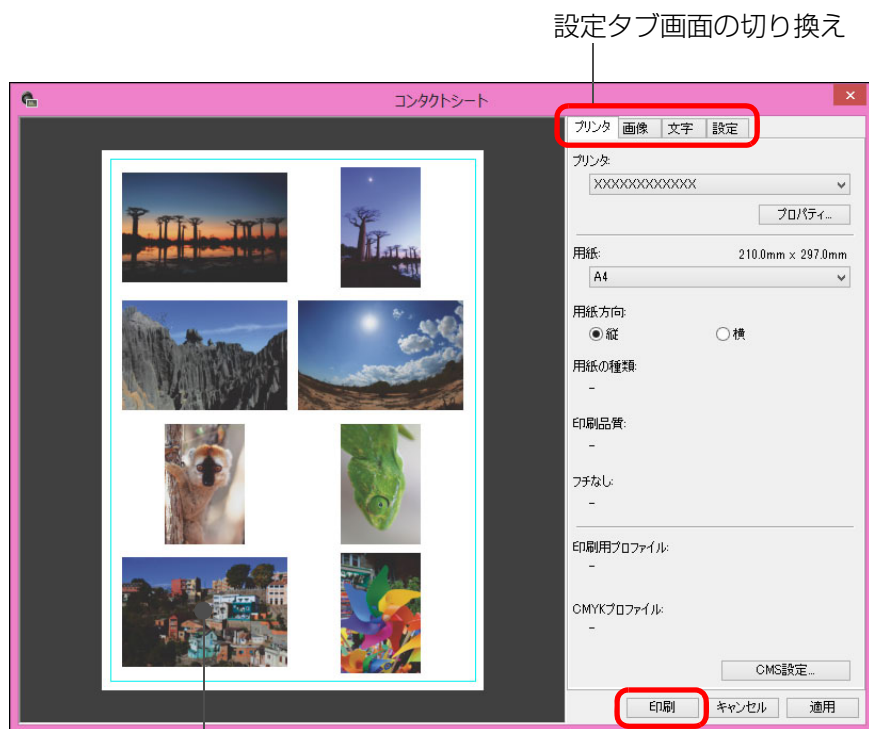 設定タブ画面の切り換え
コンタクトシート
プリンタ 画像 文字 設定
プリンタ:
XXXXXXXXXXXXX
プロパティ...
用紙: 210.0mm × 297.0mm
A4
用紙方向:
縦 横
用紙の種類:
-
印刷品質:
-
フチなし:
-
印刷用プロファイル:
-
CMYKプロファイル:
-
CMS設定...
印刷 キャンセル 適用